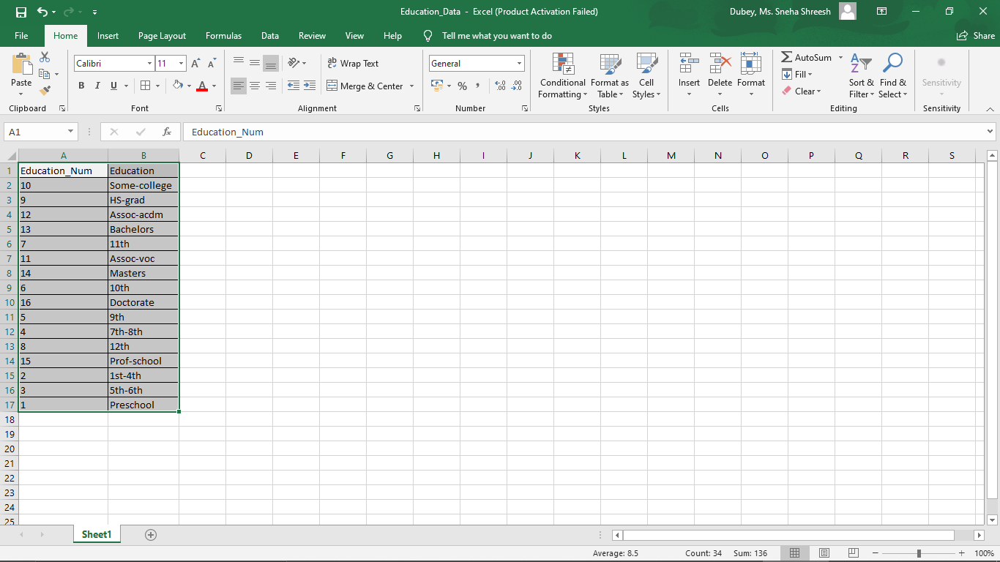 Education_Data - Excel (Product Activation Failed)
Dubey, Ms. Sneha Shreesh
File Home Insert Page Layout Formulas Data Review View Help Tell me what you want to do Share
Paste
Calibri 11
B I U
Wrap Text
Merge & Center
General
% ,
Conditional Formatting
Format as Table
Cell Styles
Insert Delete Format
AutoSum
Fill
Clear
Sort & Filter
Find & Select
Sensitivity
Clipboard Font Alignment Number Styles Cells Editing Sensitivity
A1 fx Education_Num
A B C D E F G H I J K L M N O P Q R S
1 Education_Num Education
2 10 Some-college
3 9 HS-grad
4 12 Assoc-acdm
5 13 Bachelors
6 7 11th
7 11 Assoc-voc
8 14 Masters
9 6 10th
10 16 Doctorate
11 5 9th
12 4 7th-8th
13 8 12th
14 15 Prof-school
15 2 1st-4th
16 3 5th-6th
17 1 Preschool
18
19
20
21
22
23
24
25
Sheet1
Average: 8.5 Count: 34 Sum: 136 100%